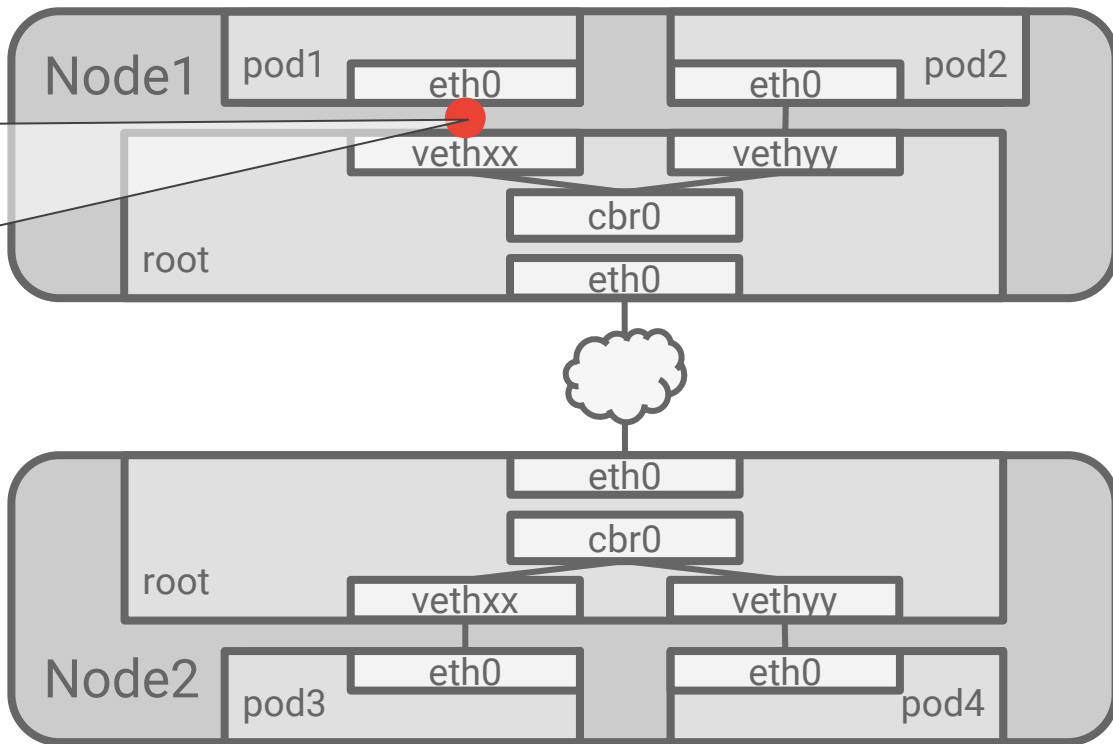 Node1
pod1
eth0
eth0
pod2
vethxx
vethyy
cbr0
root
eth0
eth0
cbr0
root
vethxx
vethyy
Node2
pod3
eth0
eth0
pod4